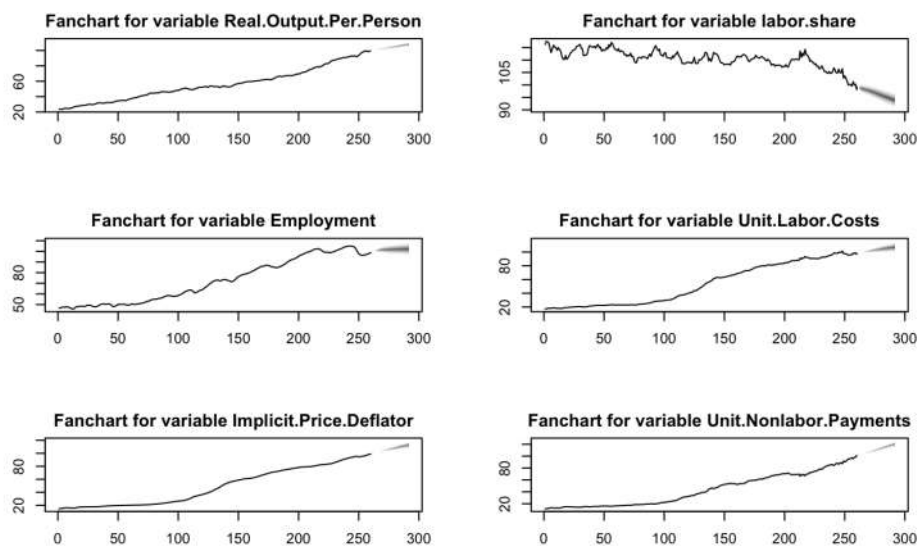 Fanchart for variable Real.Output.Per.Person
60
20
0 50 100 150 200 250 300
Fanchart for variable labor.share
105
90
0 50 100 150 200 250 300
Fanchart for variable Employment
80
50
0 50 100 150 200 250 300
Fanchart for variable Unit.Labor.Costs
80
20
0 50 100 150 200 250 300
Fanchart for variable Implicit.Price.Deflator
80
20
0 50 100 150 200 250 300
Fanchart for variable Unit.Nonlabor.Payments
80
20
0 50 100 150 200 250 300